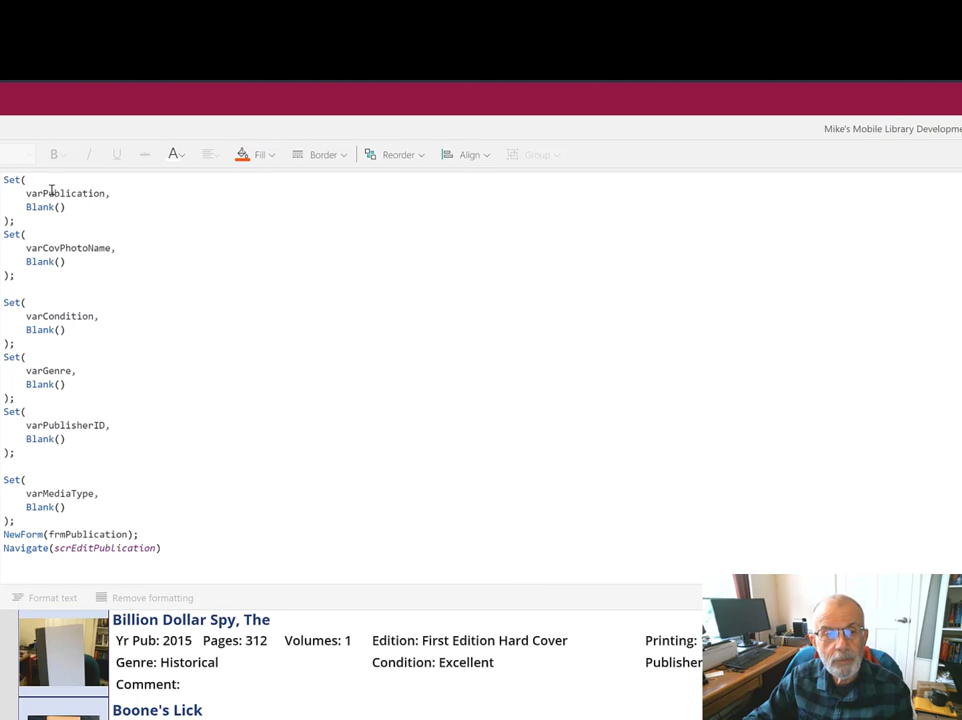 Mike's Mobile Library Developme
B / U A Fill Border Reorder Align Group
Set(
varPublication,
Blank()
);
Set(
varCovPhotoName,
Blank()
);
Set(
varCondition,
Blank()
);
Set(
varGenre,
Blank()
);
Set(
varPublisherID,
Blank()
);
Set(
varMediaType,
Blank()
);
NewForm(frmPublication);
Navigate(scrEditPublication)
Format text Remove formatting
Billion Dollar Spy, The
Yr Pub: 2015 Pages: 312 Volumes: 1 Edition: First Edition Hard Cover Printing:
Genre: Historical Condition: Excellent Publisher
Comment:
Boone's Lick